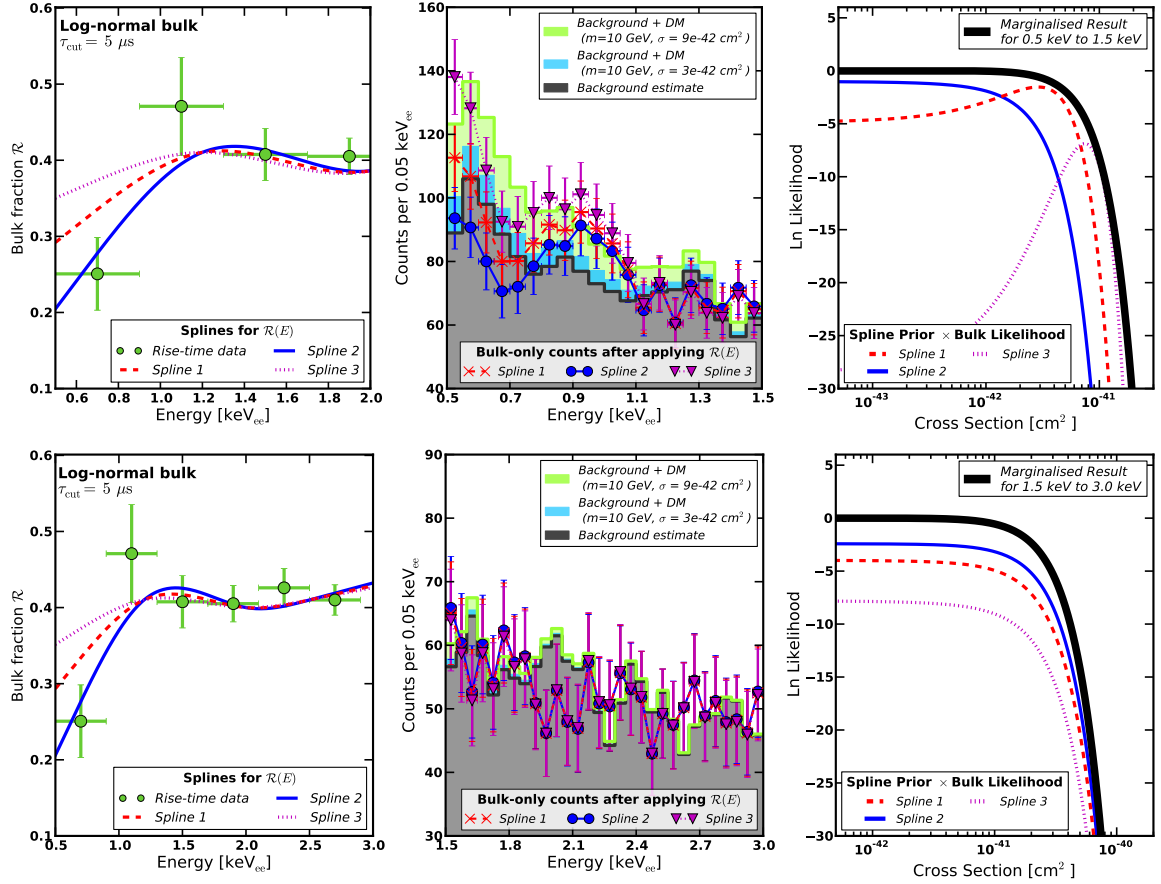 Log-normal bulk
τcut = 5 μs
0.6
0.5
0.4
0.3
0.2
0.1
Bulk fraction R
Splines for R(E)
Rise-time data
Spline 1
Spline 2
Spline 3
0.6 0.8 1.0 1.2 1.4 1.6 1.8 2.0
Energy [keVee]
160
140
120
100
80
60
40
Counts per 0.05 keVee
Background + DM
(m=10 GeV, σ = 9e-42 cm²)
Background + DM
(m=10 GeV, σ = 3e-42 cm²)
Background estimate
Bulk-only counts after applying R(E)
Spline 1 Spline 2 Spline 3
0.5 0.7 0.9 1.1 1.3 1.5
Energy [keVee]
5
0
−5
−10
−15
−20
−25
−30
Ln Likelihood
Marginalised Result
for 0.5 keV to 1.5 keV
Spline Prior × Bulk Likelihood
Spline 1
Spline 2
Spline 3
10⁻⁴³ 10⁻⁴² 10⁻⁴¹
Cross Section [cm² ]
Log-normal bulk
τcut = 5 μs
0.6
0.5
0.4
0.3
0.2
0.1
Bulk fraction R
Splines for R(E)
Rise-time data
Spline 1
Spline 2
Spline 3
0.5 1.0 1.5 2.0 2.5 3.0
Energy [keVee]
90
80
70
60
50
40
30
Counts per 0.05 keVee
Background + DM
(m=10 GeV, σ = 9e-42 cm²)
Background + DM
(m=10 GeV, σ = 3e-42 cm²)
Background estimate
Bulk-only counts after applying R(E)
Spline 1 Spline 2 Spline 3
1.5 1.8 2.1 2.4 2.7 3.0
Energy [keVee]
5
0
−5
−10
−15
−20
−25
−30
Ln Likelihood
Marginalised Result
for 1.5 keV to 3.0 keV
Spline Prior × Bulk Likelihood
Spline 1
Spline 2
Spline 3
10⁻⁴² 10⁻⁴¹ 10⁻⁴⁰
Cross Section [cm² ]